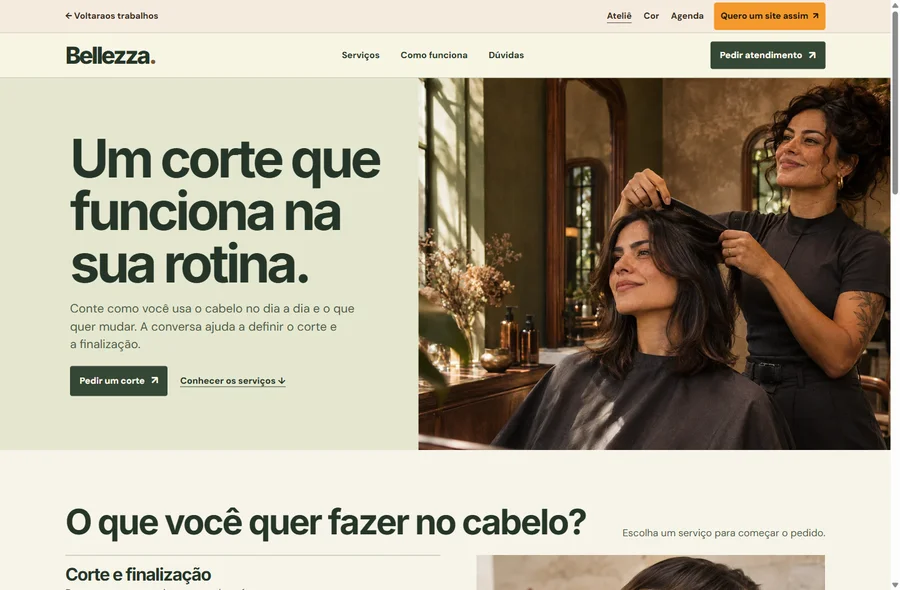 ← Voltaraos trabalhos
Ateliê Cor Agenda Quero um site assim ↗
Bellezza.
Serviços Como funciona Dúvidas
Pedir atendimento ↗
Um corte que
funciona na
sua rotina.
Conte como você usa o cabelo no dia a dia e o que
quer mudar. A conversa ajuda a definir o corte e
a finalização.
Pedir um corte ↗ Conhecer os serviços ↓
O que você quer fazer no cabelo?
Escolha um serviço para começar o pedido.
Corte e finalização